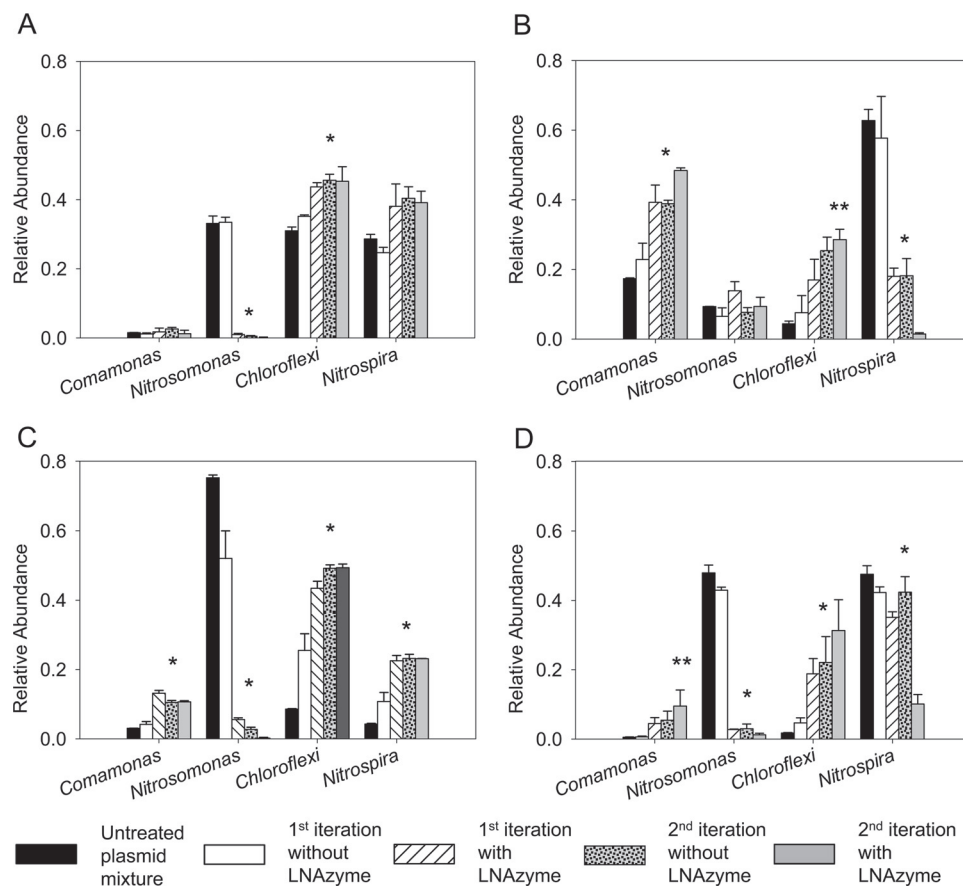 A
B
0.8
0.6
0.4
0.2
0.0
Relative Abundance
*
*
Comamonas
Nitrosomonas
Chloroflexi
Nitrospira
0.8
0.6
0.4
0.2
0.0
Relative Abundance
*
**
*
Comamonas
Nitrosomonas
Chloroflexi
Nitrospira
C
D
0.8
0.6
0.4
0.2
0.0
Relative Abundance
*
*
*
*
Comamonas
Nitrosomonas
Chloroflexi
Nitrospira
0.8
0.6
0.4
0.2
0.0
Relative Abundance
**
*
*
*
Comamonas
Nitrosomonas
Chloroflexi
Nitrospira
Untreated
plasmid
mixture
1st iteration
without
LNAzyme
1st iteration
with
LNAzyme
2nd iteration
without
LNAzyme
2nd iteration
with
LNAzyme